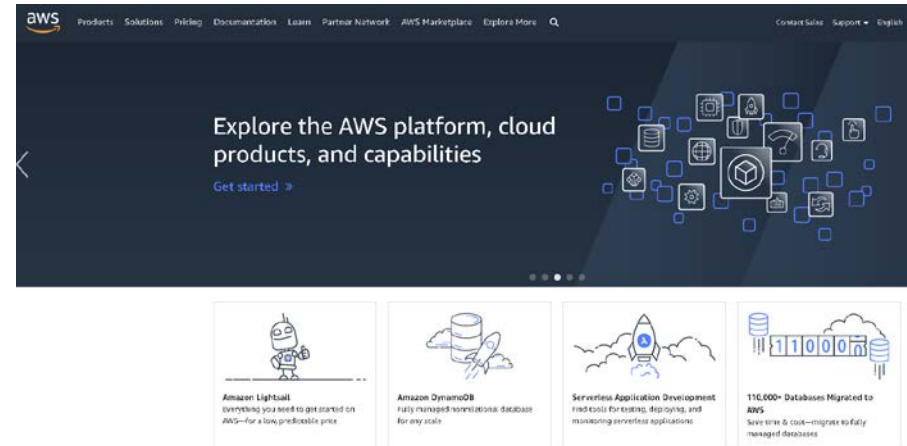 aws
Products Solutions Pricing Documentation Learn Partner Network AWS Marketplace Explore More
Contact Sales Support English
Explore the AWS platform, cloud
products, and capabilities
Get started »
Amazon Lightsail
Everything you need to get started on
AWS—for a low, predictable price
Amazon DynamoDB
Fully managed nonrelational database
for any scale
Serverless Application Development
Find tools for testing, deploying, and
monitoring serverless applications
11000
110,000+ Databases Migrated to
AWS
Save time & cost—migrate to fully
managed databases